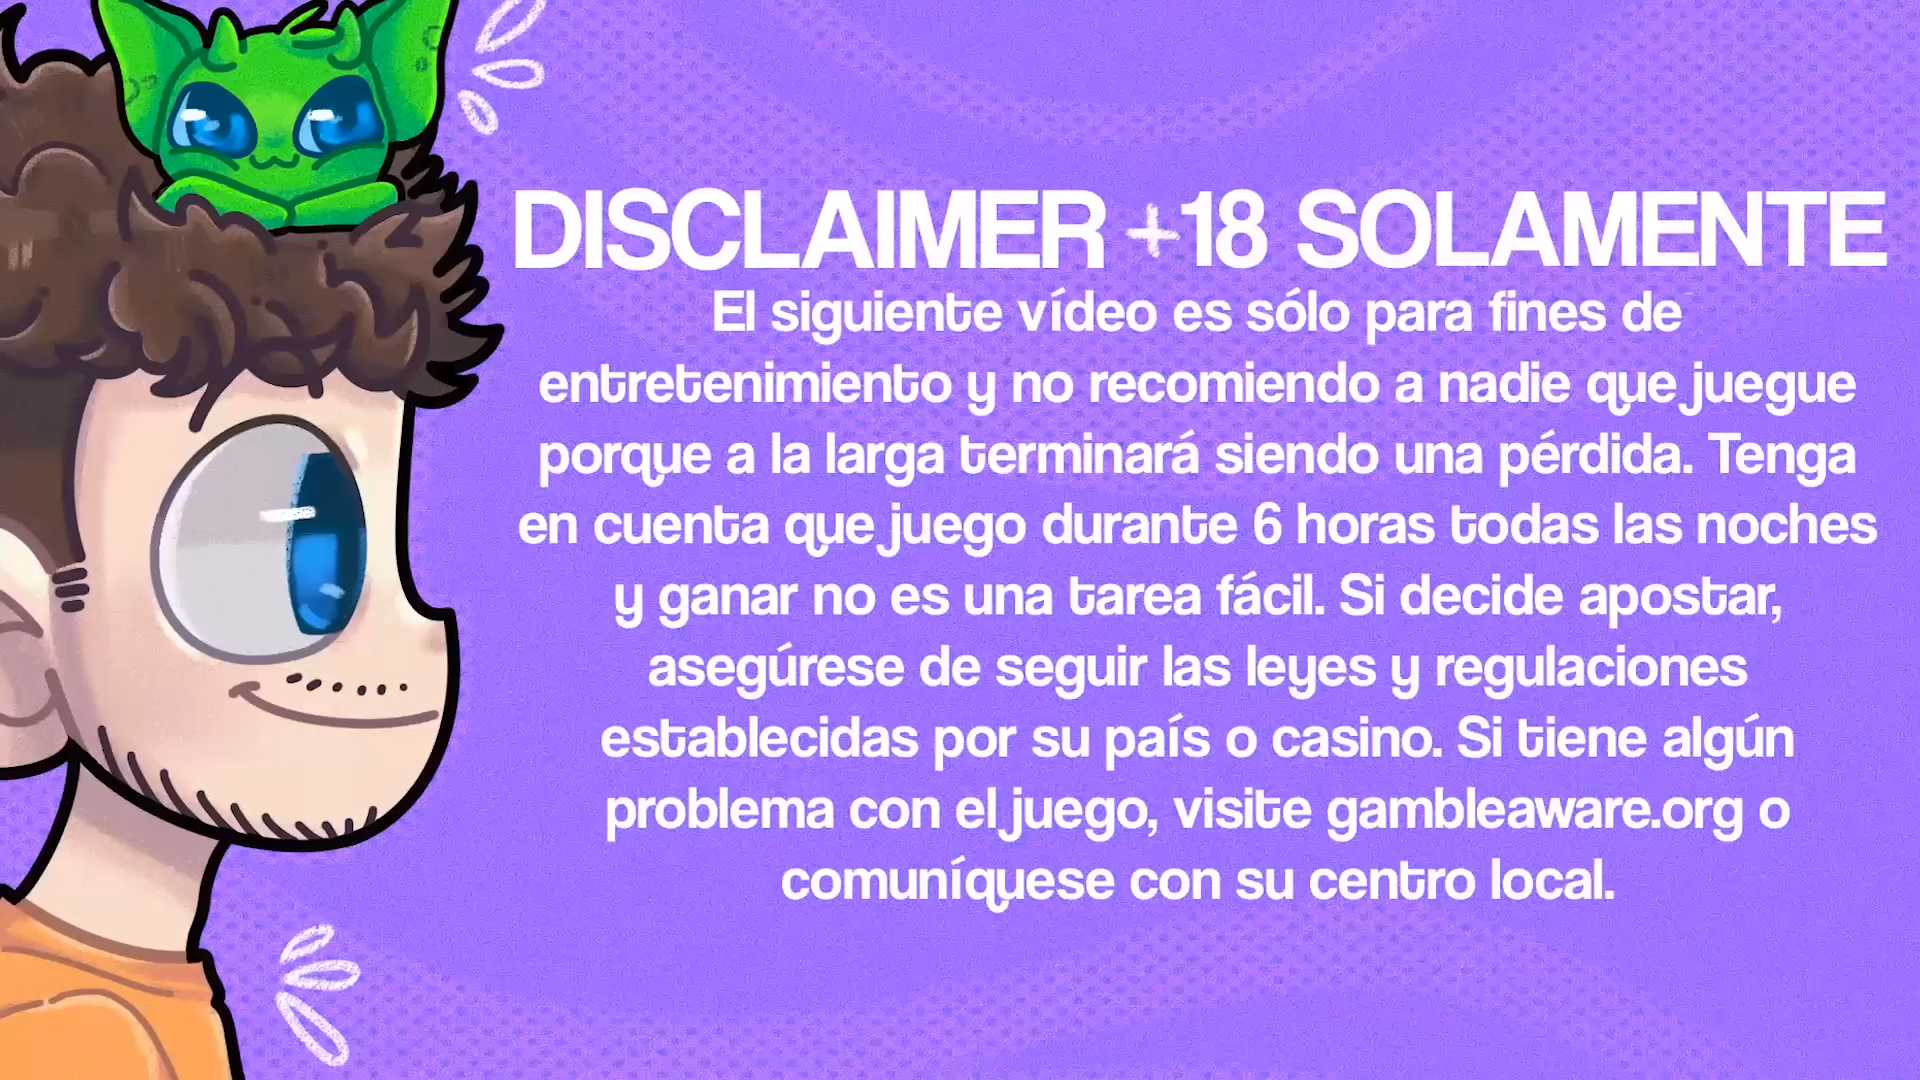 DISCLAIMER +18 SOLAMENTE
El siguiente vídeo es sólo para fines de
entretenimiento y no recomiendo a nadie que juegue
porque a la larga terminará siendo una pérdida. Tenga
en cuenta que juego durante 6 horas todas las noches
y ganar no es una tarea fácil. Si decide apostar,
asegúrese de seguir las leyes y regulaciones
establecidas por su país o casino. Si tiene algún
problema con el juego, visite gambleaware.org o
comuníquese con su centro local.